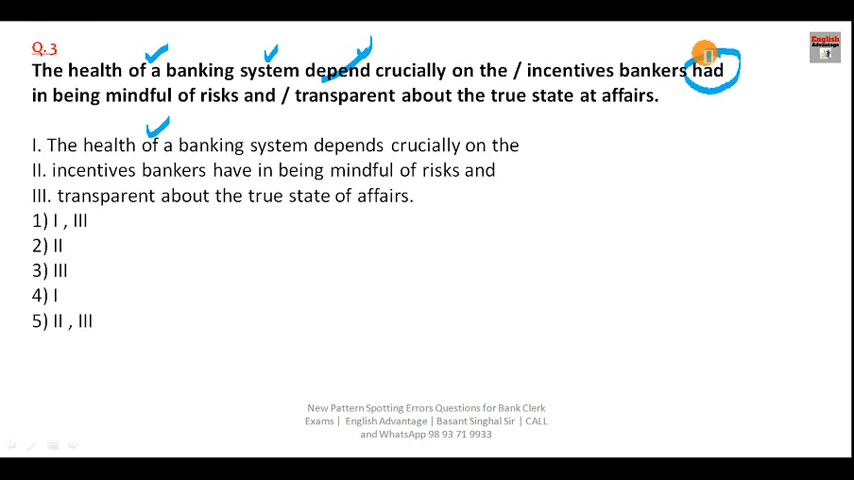 Q. 3
English
Advantage
The health of a banking system depend crucially on the / incentives bankers had
in being mindful of risks and / transparent about the true state at affairs.
I. The health of a banking system depends crucially on the
II. incentives bankers have in being mindful of risks and
III. transparent about the true state of affairs.
1) I , III
2) II
3) III
4) I
5) II , III
New Pattern Spotting Errors Questions for Bank Clerk
Exams | English Advantage | Basant Singhal Sir | CALL
and WhatsApp 98 93 71 9933